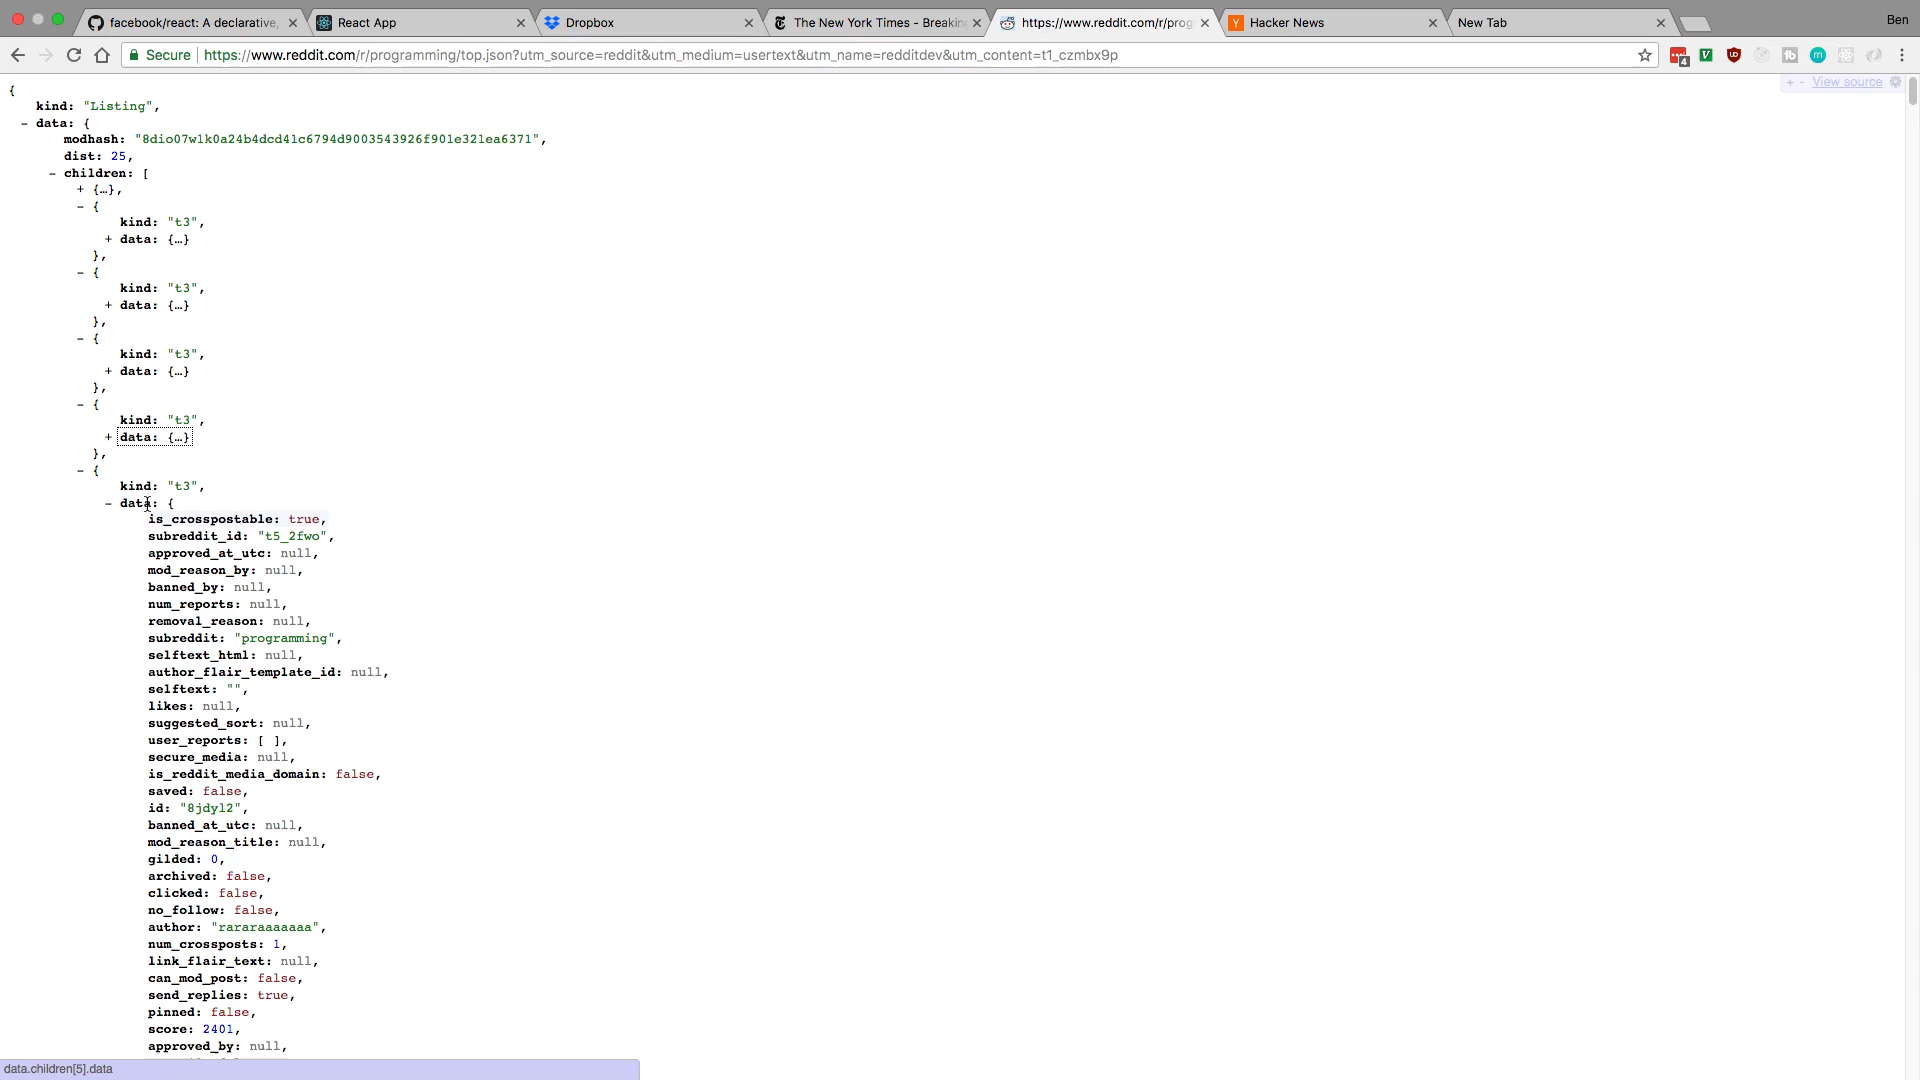 facebook/react: A declarative,
React App
Dropbox
The New York Times - Breakin
https://www.reddit.com/r/prog
Hacker News
New Tab
Ben
Secure https://www.reddit.com/r/programming/top.json?utm_source=reddit&utm_medium=usertext&utm_name=redditdev&utm_content=t1_czmbx9p
+ - View source
{
kind: "Listing",
- data: {
modhash: "8dio07w1k0a24b4dcd41c6794d9003543926f901e321ea6371",
dist: 25,
- children: [
+ {…},
- {
kind: "t3",
+ data: {…}
},
- {
kind: "t3",
+ data: {…}
},
- {
kind: "t3",
+ data: {…}
},
- {
kind: "t3",
+ data: {…}
},
- {
kind: "t3",
- data: {
is_crosspostable: true,
subreddit_id: "t5_2fwo",
approved_at_utc: null,
mod_reason_by: null,
banned_by: null,
num_reports: null,
removal_reason: null,
subreddit: "programming",
selftext_html: null,
author_flair_template_id: null,
selftext: "",
likes: null,
suggested_sort: null,
user_reports: [ ],
secure_media: null,
is_reddit_media_domain: false,
saved: false,
id: "8jdyl2",
banned_at_utc: null,
mod_reason_title: null,
gilded: 0,
archived: false,
clicked: false,
no_follow: false,
author: "rararaaaaaaa",
num_crossposts: 1,
link_flair_text: null,
can_mod_post: false,
send_replies: true,
pinned: false,
score: 2401,
approved_by: null,
data.children[5].data